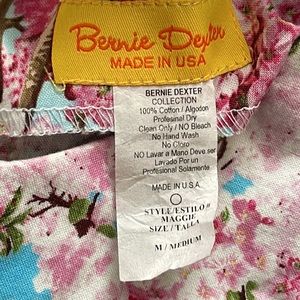 Bernie Dexter
MADE IN USA
BERNIE DEXTER
COLLECTION
100% Cotton / Algodon
Profesinal Dry
Clean Only / NO Bleach
No Hand Wash
No Cloro
NO Lavar a Mano Deve ser
Lavado Por un
Profesional Solamente
MADE IN U.S.A.
STYLE/ESTILO#
MAGGIE
SIZE/TALLA
M / MEDIUM